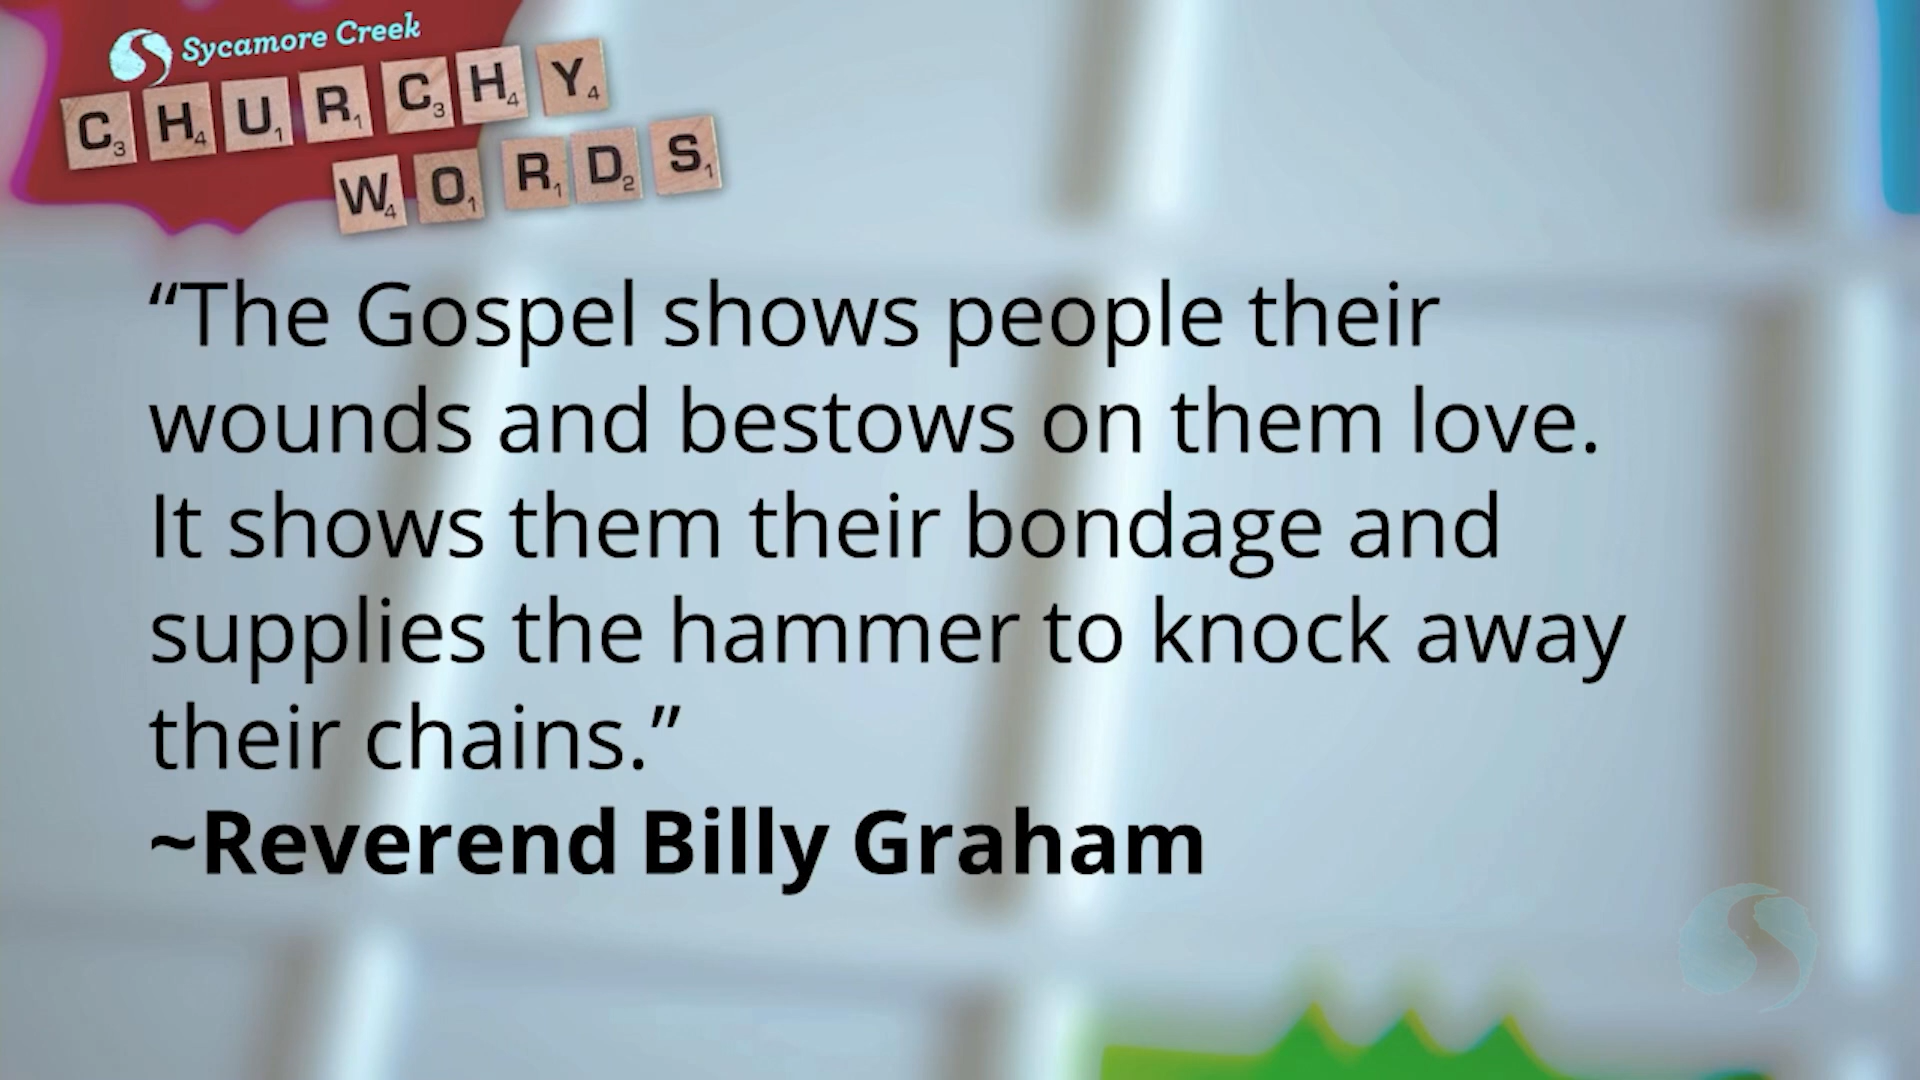 Sycamore Creek
CHURCHY
WORDS
“The Gospel shows people their
wounds and bestows on them love.
It shows them their bondage and
supplies the hammer to knock away
their chains.”
~Reverend Billy Graham